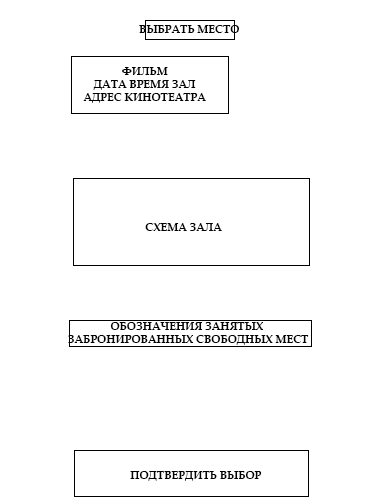 ВЫБРАТЬ МЕСТО
ФИЛЬМ
ДАТА ВРЕМЯ ЗАЛ
АДРЕС КИНОТЕАТРА
СХЕМА ЗАЛА
ОБОЗНАЧЕНИЯ ЗАНЯТЫХ
ЗАБРОНИРОВАННЫХ СВОБОДНЫХ МЕСТ
ПОДТВЕРДИТЬ ВЫБОР